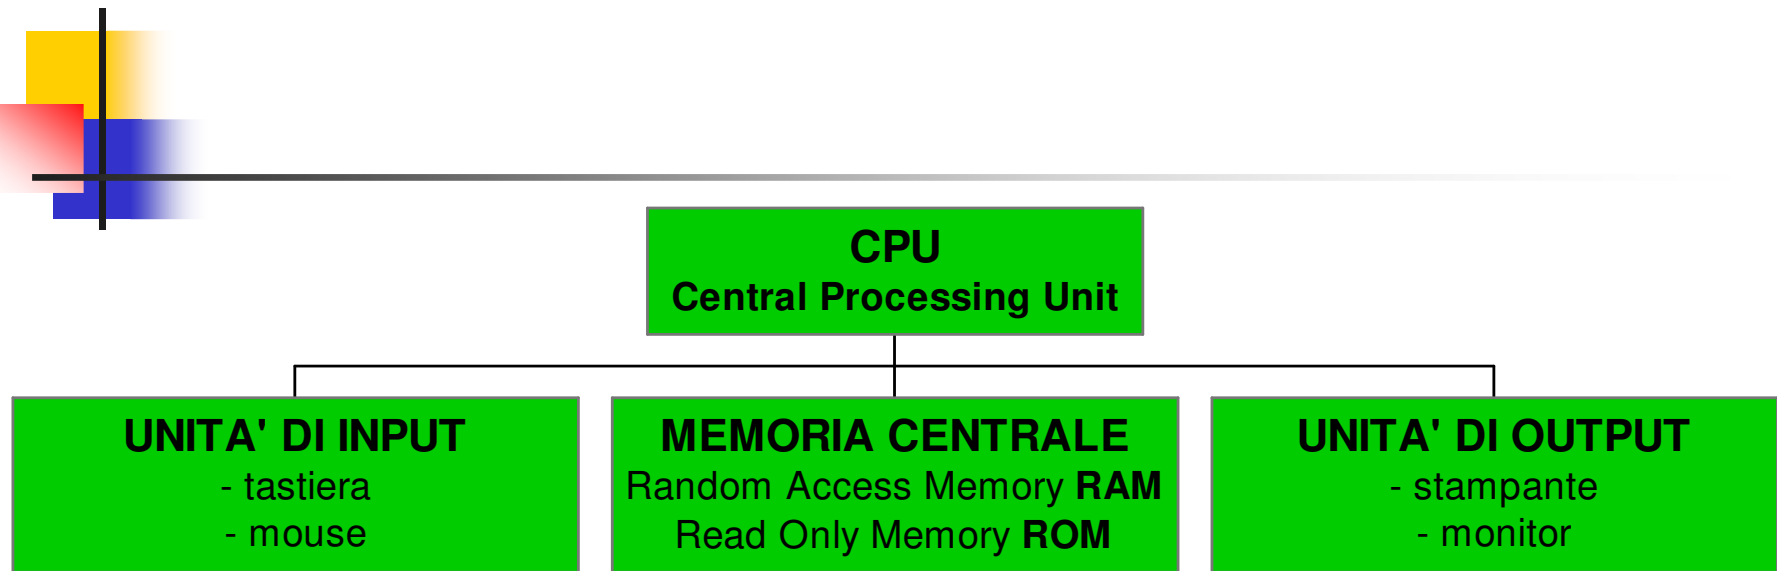 CPU
Central Processing Unit
UNITA' DI INPUT
- tastiera
- mouse
MEMORIA CENTRALE
Random Access Memory RAM
Read Only Memory ROM
UNITA' DI OUTPUT
- stampante
- monitor